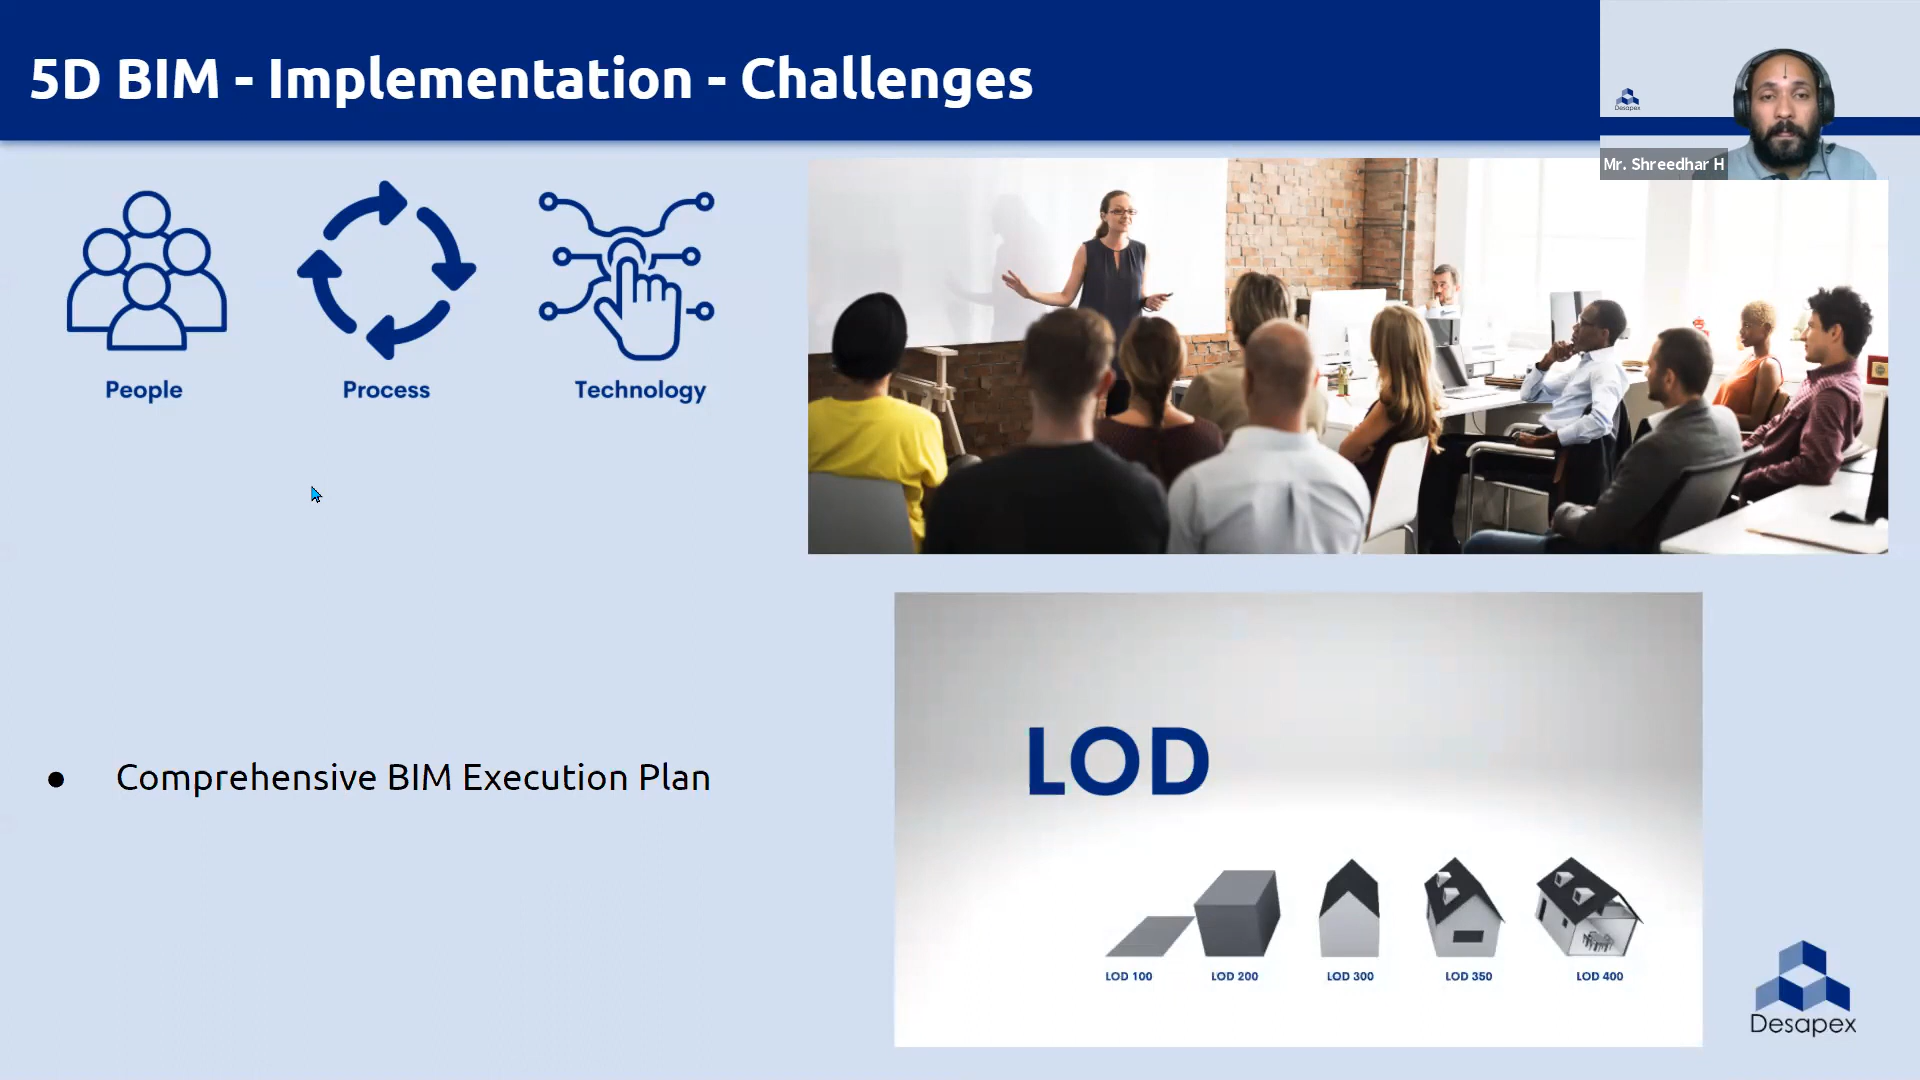 5D BIM - Implementation - Challenges
Desapex
Mr. Shreedhar H
People
Process
Technology
Comprehensive BIM Execution Plan
LOD
LOD 100
LOD 200
LOD 300
LOD 350
LOD 400
Desapex